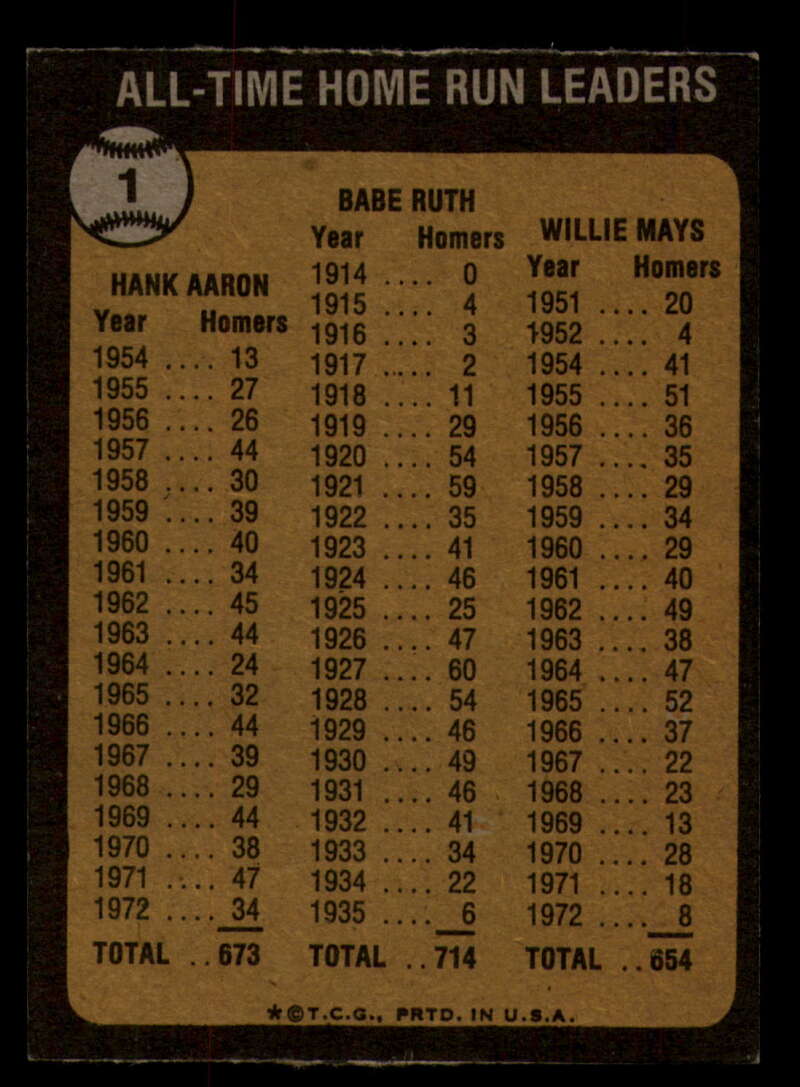 ALL-TIME HOME RUN LEADERS
1
HANK AARON
Year Homers
1954 .... 13
1955 .... 27
1956 .... 26
1957 .... 44
1958 .... 30
1959 .... 39
1960 .... 40
1961 .... 34
1962 .... 45
1963 .... 44
1964 .... 24
1965 .... 32
1966 .... 44
1967 .... 39
1968 .... 29
1969 .... 44
1970 .... 38
1971 .... 47
1972 .... 34
TOTAL .. 673
BABE RUTH
Year Homers
1914 .... 0
1915 .... 4
1916 .... 3
1917 .... 2
1918 .... 11
1919 .... 29
1920 .... 54
1921 .... 59
1922 .... 35
1923 .... 41
1924 .... 46
1925 .... 25
1926 .... 47
1927 .... 60
1928 .... 54
1929 .... 46
1930 .... 49
1931 .... 46
1932 .... 41
1933 .... 34
1934 .... 22
1935 .... 6
TOTAL .. 714
WILLIE MAYS
Year Homers
1951 .... 20
1952 .... 4
1954 .... 41
1955 .... 51
1956 .... 36
1957 .... 35
1958 .... 29
1959 .... 34
1960 .... 29
1961 .... 40
1962 .... 49
1963 .... 38
1964 .... 47
1965 .... 52
1966 .... 37
1967 .... 22
1968 .... 23
1969 .... 13
1970 .... 28
1971 .... 18
1972 .... 8
TOTAL .. 654
*©T.C.G., PRTD. IN U.S.A.